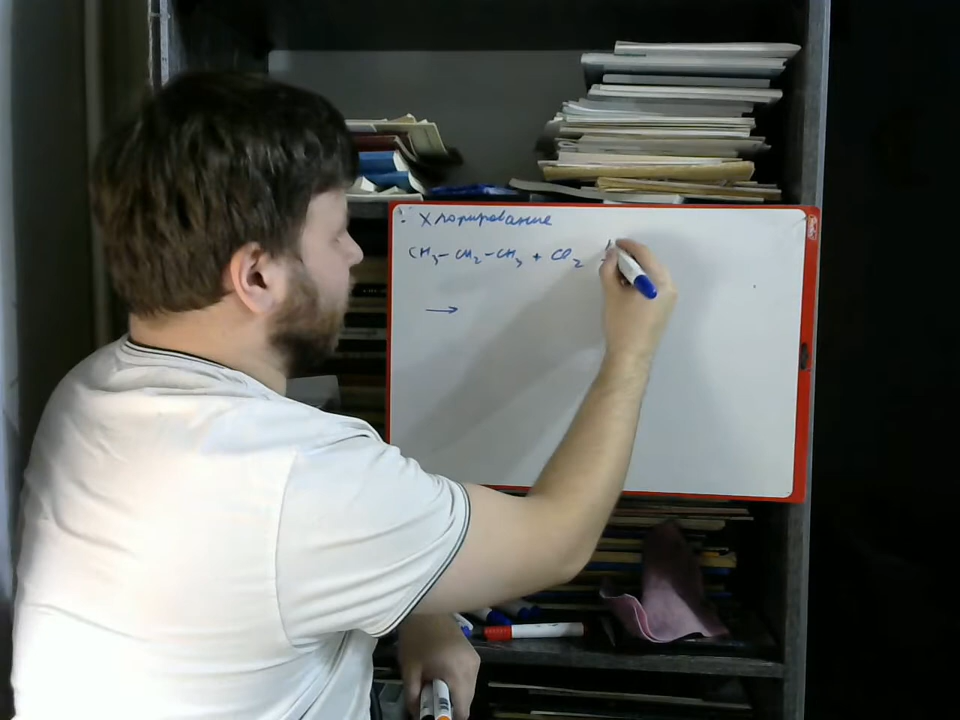 : Хлорирование
CH₃-CH₂-CH₃ + Cl₂
→